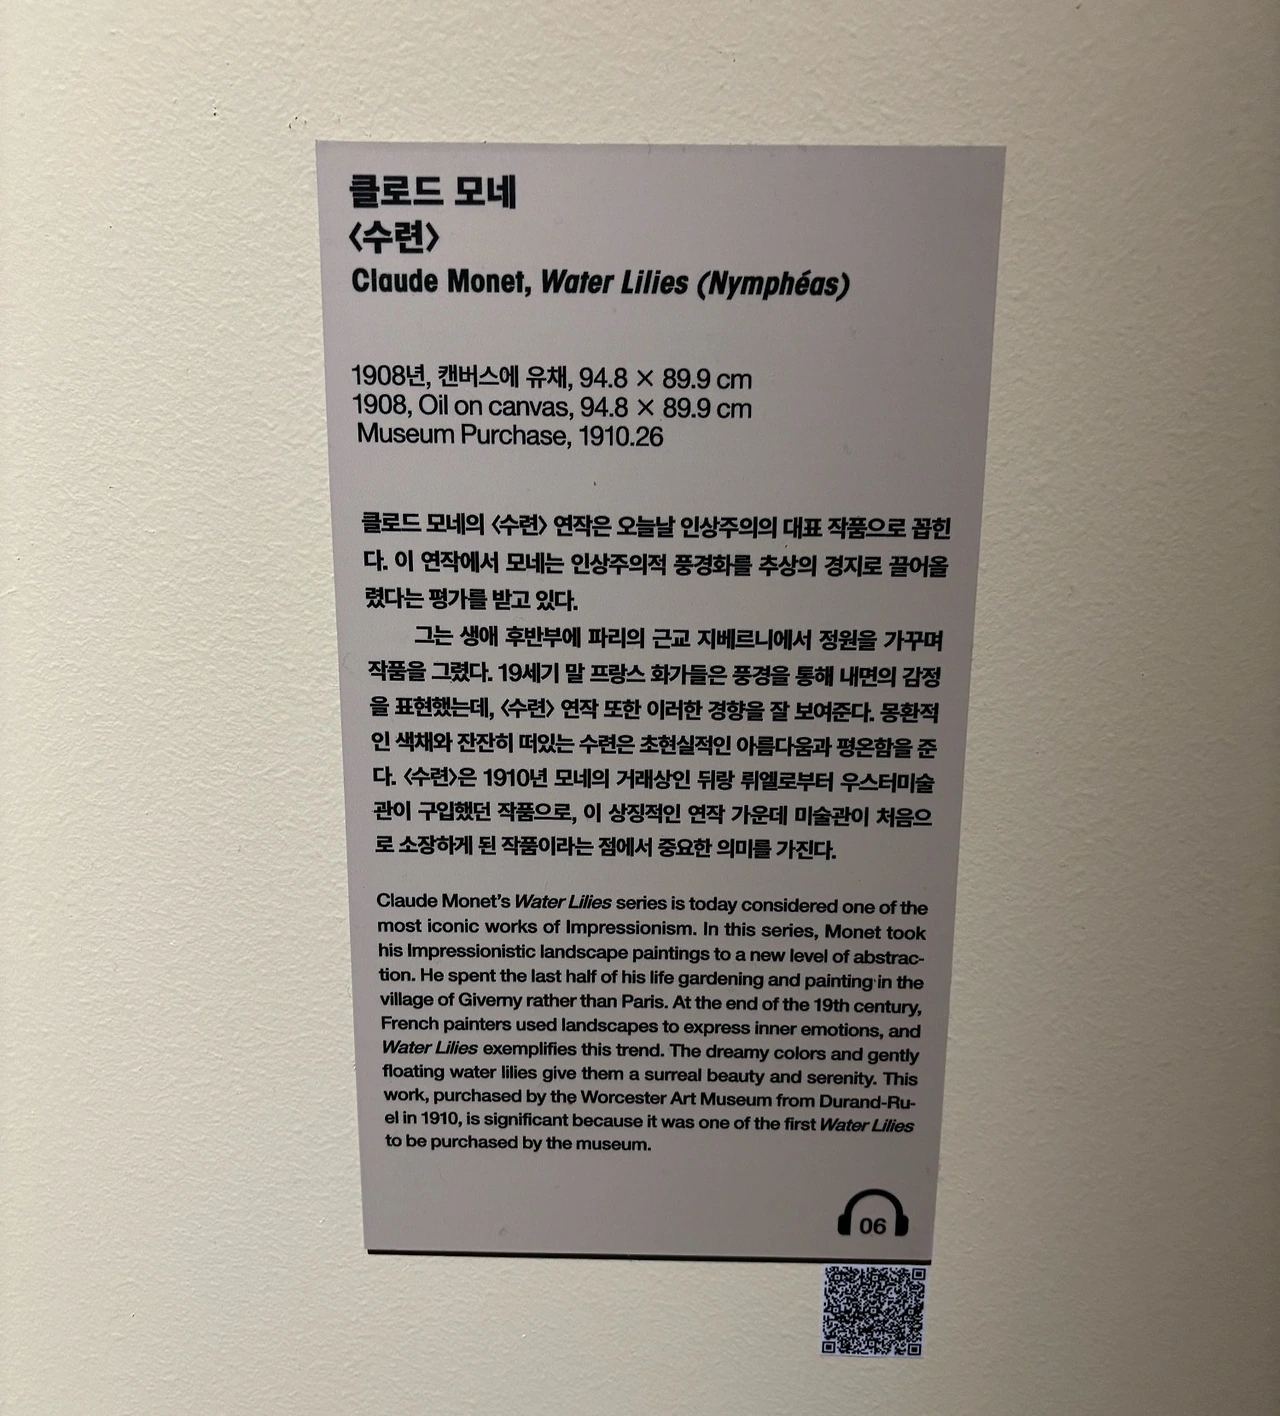 클로드 모네
〈수련〉
Claude Monet, Water Lilies (Nymphéas)
1908년, 캔버스에 유채, 94.8 × 89.9 cm
1908, Oil on canvas, 94.8 × 89.9 cm
Museum Purchase, 1910.26
클로드 모네의 〈수련〉 연작은 오늘날 인상주의의 대표 작품으로 꼽힌
다. 이 연작에서 모네는 인상주의적 풍경화를 추상의 경지로 끌어올
렸다는 평가를 받고 있다.
그는 생애 후반부에 파리의 근교 지베르니에서 정원을 가꾸며
작품을 그렸다. 19세기 말 프랑스 화가들은 풍경을 통해 내면의 감정
을 표현했는데, 〈수련〉 연작 또한 이러한 경향을 잘 보여준다. 몽환적
인 색채와 잔잔히 떠있는 수련은 초현실적인 아름다움과 평온함을 준
다. 〈수련〉은 1910년 모네의 거래상인 뒤랑 뤼엘로부터 우스터미술
관이 구입했던 작품으로, 이 상징적인 연작 가운데 미술관이 처음으
로 소장하게 된 작품이라는 점에서 중요한 의미를 가진다.
Claude Monet's Water Lilies series is today considered one of the
most iconic works of Impressionism. In this series, Monet took
his Impressionistic landscape paintings to a new level of abstrac-
tion. He spent the last half of his life gardening and painting in the
village of Giverny rather than Paris. At the end of the 19th century,
French painters used landscapes to express inner emotions, and
Water Lilies exemplifies this trend. The dreamy colors and gently
floating water lilies give them a surreal beauty and serenity. This
work, purchased by the Worcester Art Museum from Durand-Ru-
el in 1910, is significant because it was one of the first Water Lilies
to be purchased by the museum.
06